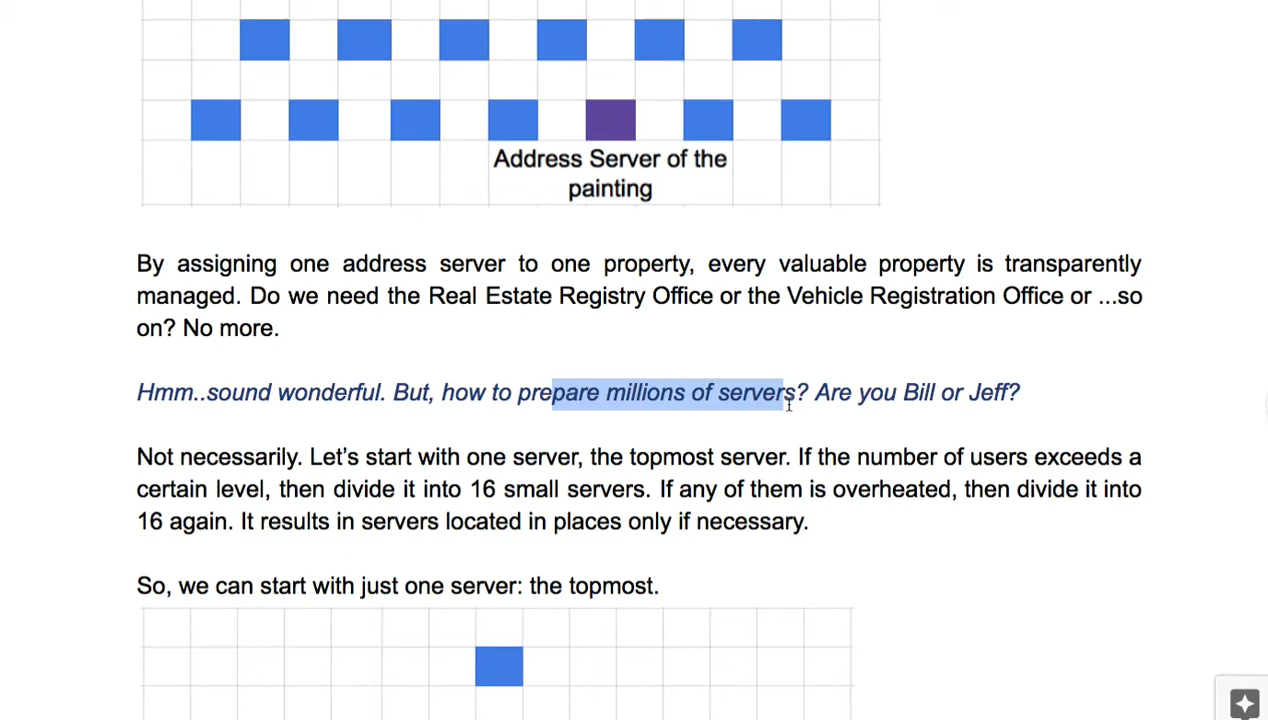 Address Server of the
painting
By assigning one address server to one property, every valuable property is transparently
managed. Do we need the Real Estate Registry Office or the Vehicle Registration Office or ...so
on? No more.
Hmm..sound wonderful. But, how to prepare millions of servers? Are you Bill or Jeff?
Not necessarily. Let’s start with one server, the topmost server. If the number of users exceeds a
certain level, then divide it into 16 small servers. If any of them is overheated, then divide it into
16 again. It results in servers located in places only if necessary.
So, we can start with just one server: the topmost.